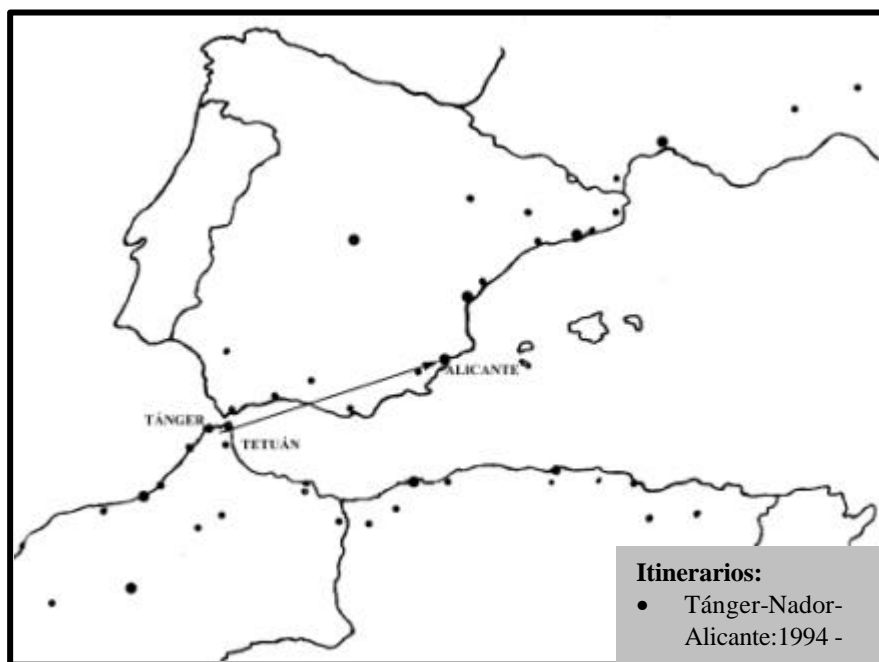 ALICANTE
TÁNGER
TETUÁN
Itinerarios:
• Tánger-Nador-
Alicante:1994 -